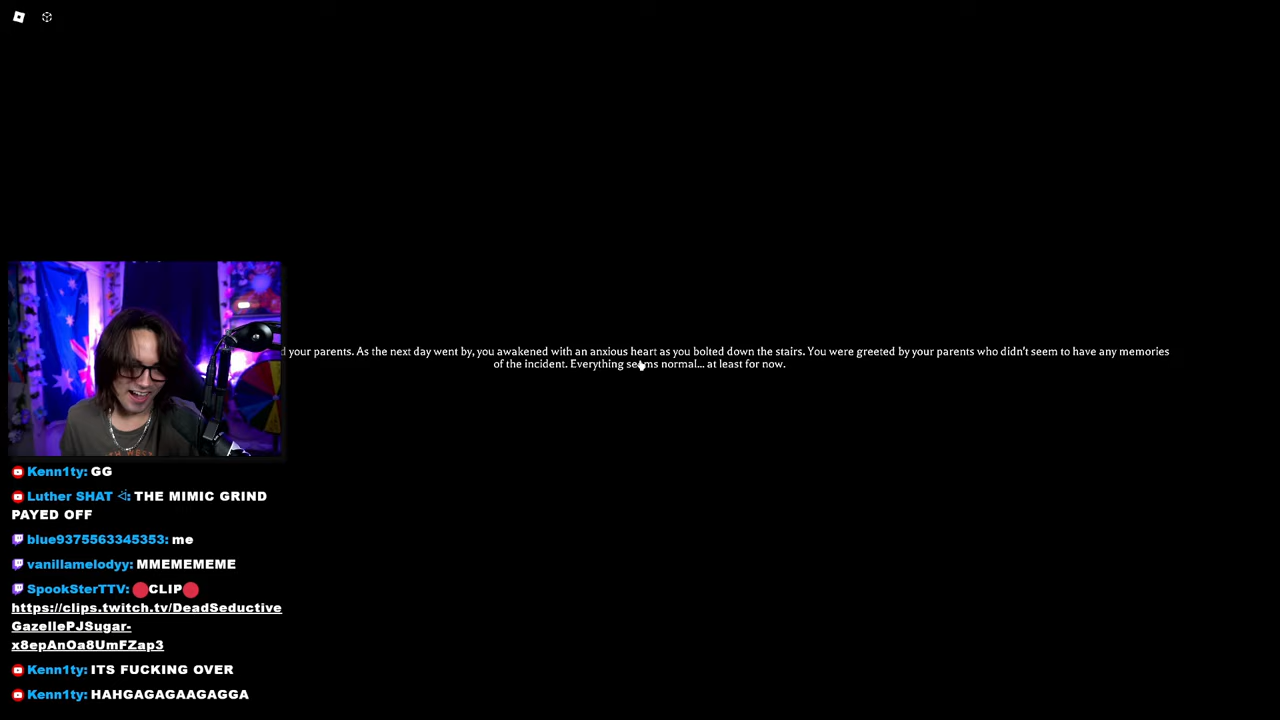 your parents. As the next day went by, you awakened with an anxious heart as you bolted down the stairs. You were greeted by your parents who didn't seem to have any memories
of the incident. Everything seems normal... at least for now.
Kenn1ty: GG
Luther SHAT ᐊ: THE MIMIC GRIND
PAYED OFF
blue9375563345353: me
vanillamelodyy: MMEMEMEME
SpookSterTTV: 🔴CLIP🔴
https://clips.twitch.tv/DeadSeductive
GazellePJSugar-
x8epAnOa8UmFZap3
Kenn1ty: ITS FUCKING OVER
Kenn1ty: HAHGAGAGAAGAGGA